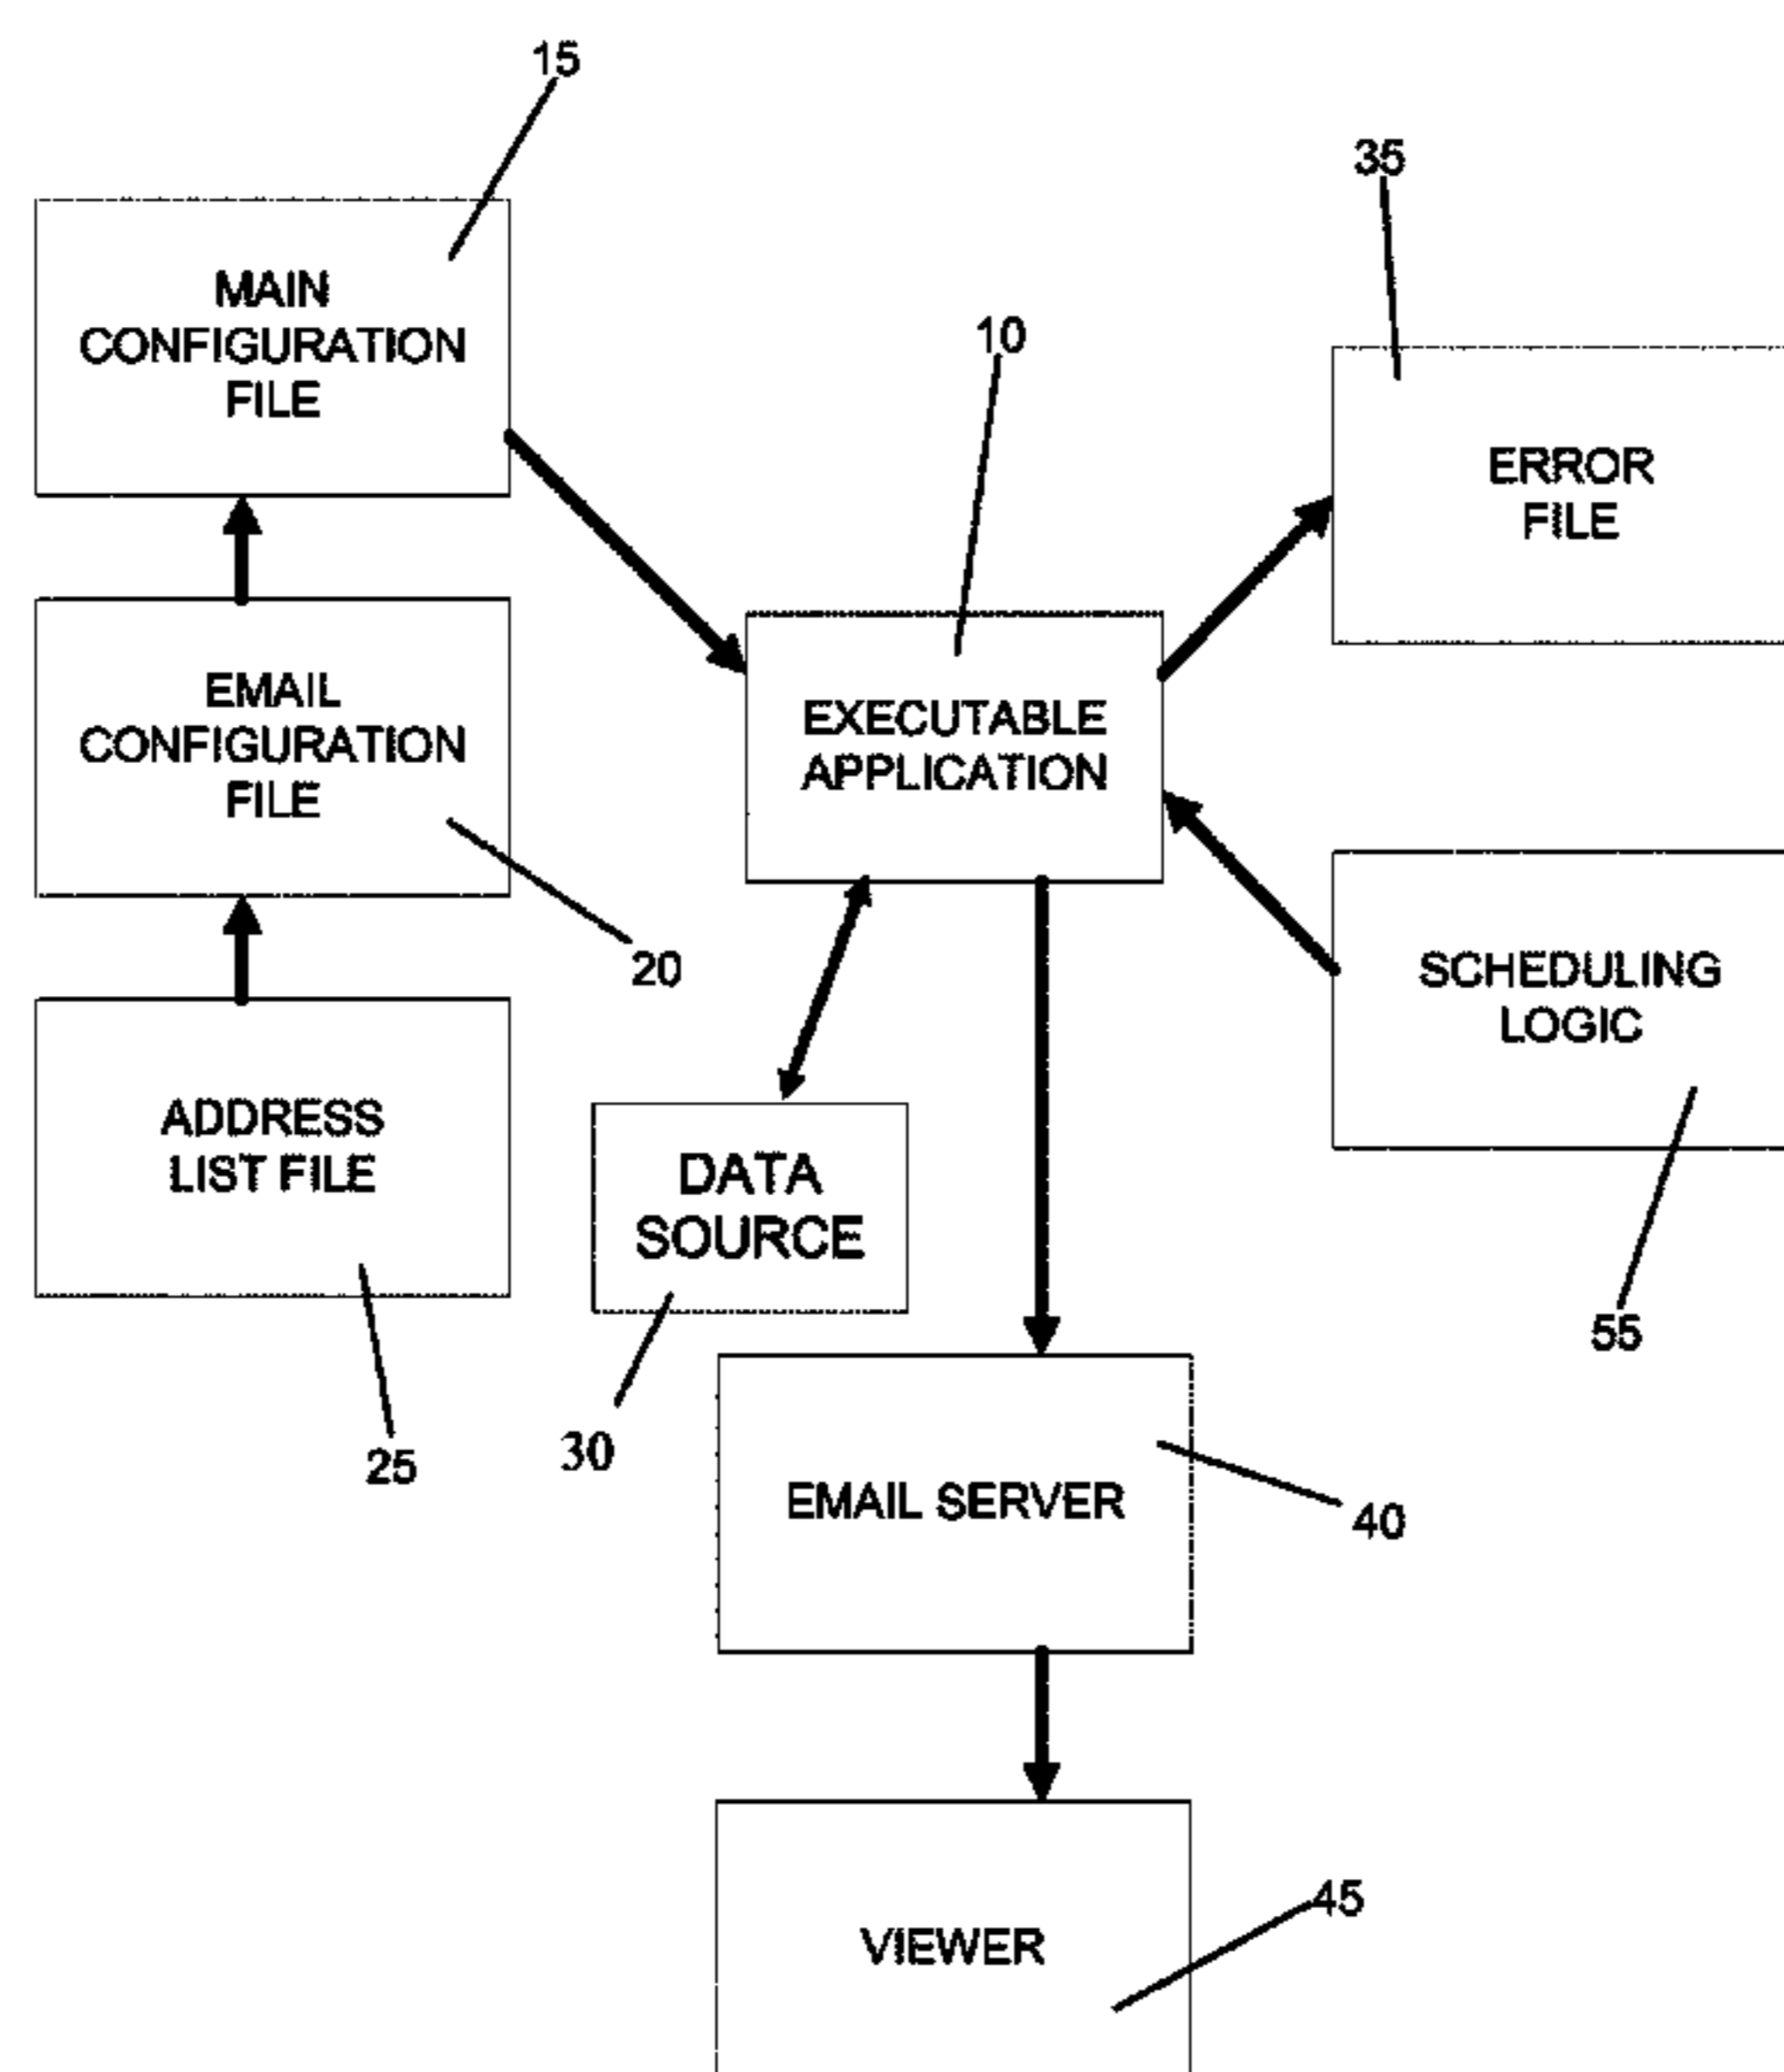 15
35
MAIN
CONFIGURATION
FILE
10
ERROR
FILE
EMAIL
CONFIGURATION
FILE
EXECUTABLE
APPLICATION
20
SCHEDULING
LOGIC
ADDRESS
LIST FILE
DATA
SOURCE
55
25
30
EMAIL SERVER
40
45
VIEWER